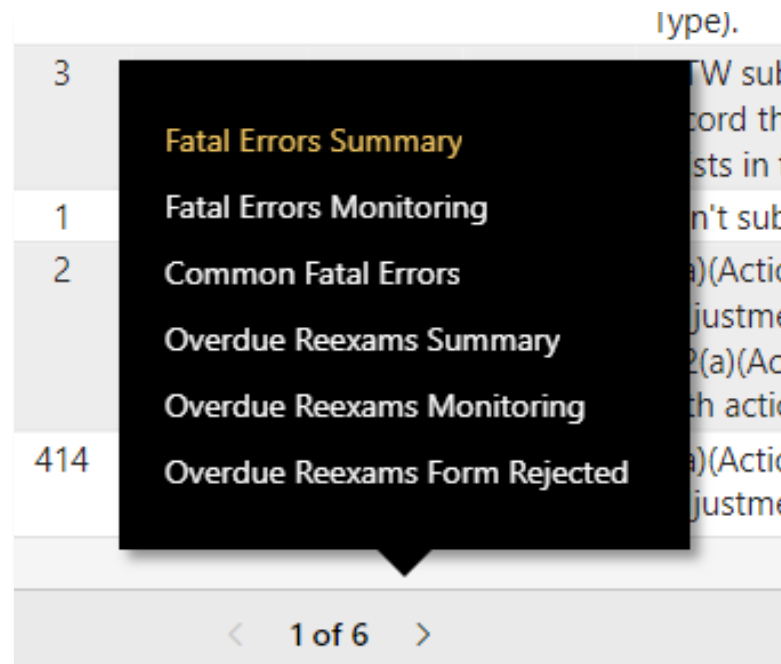 Type).
3
Fatal Errors Summary
Fatal Errors Monitoring
1
2
Common Fatal Errors
Overdue Reexams Summary
Overdue Reexams Monitoring
414
Overdue Reexams Form Rejected
1 of 6